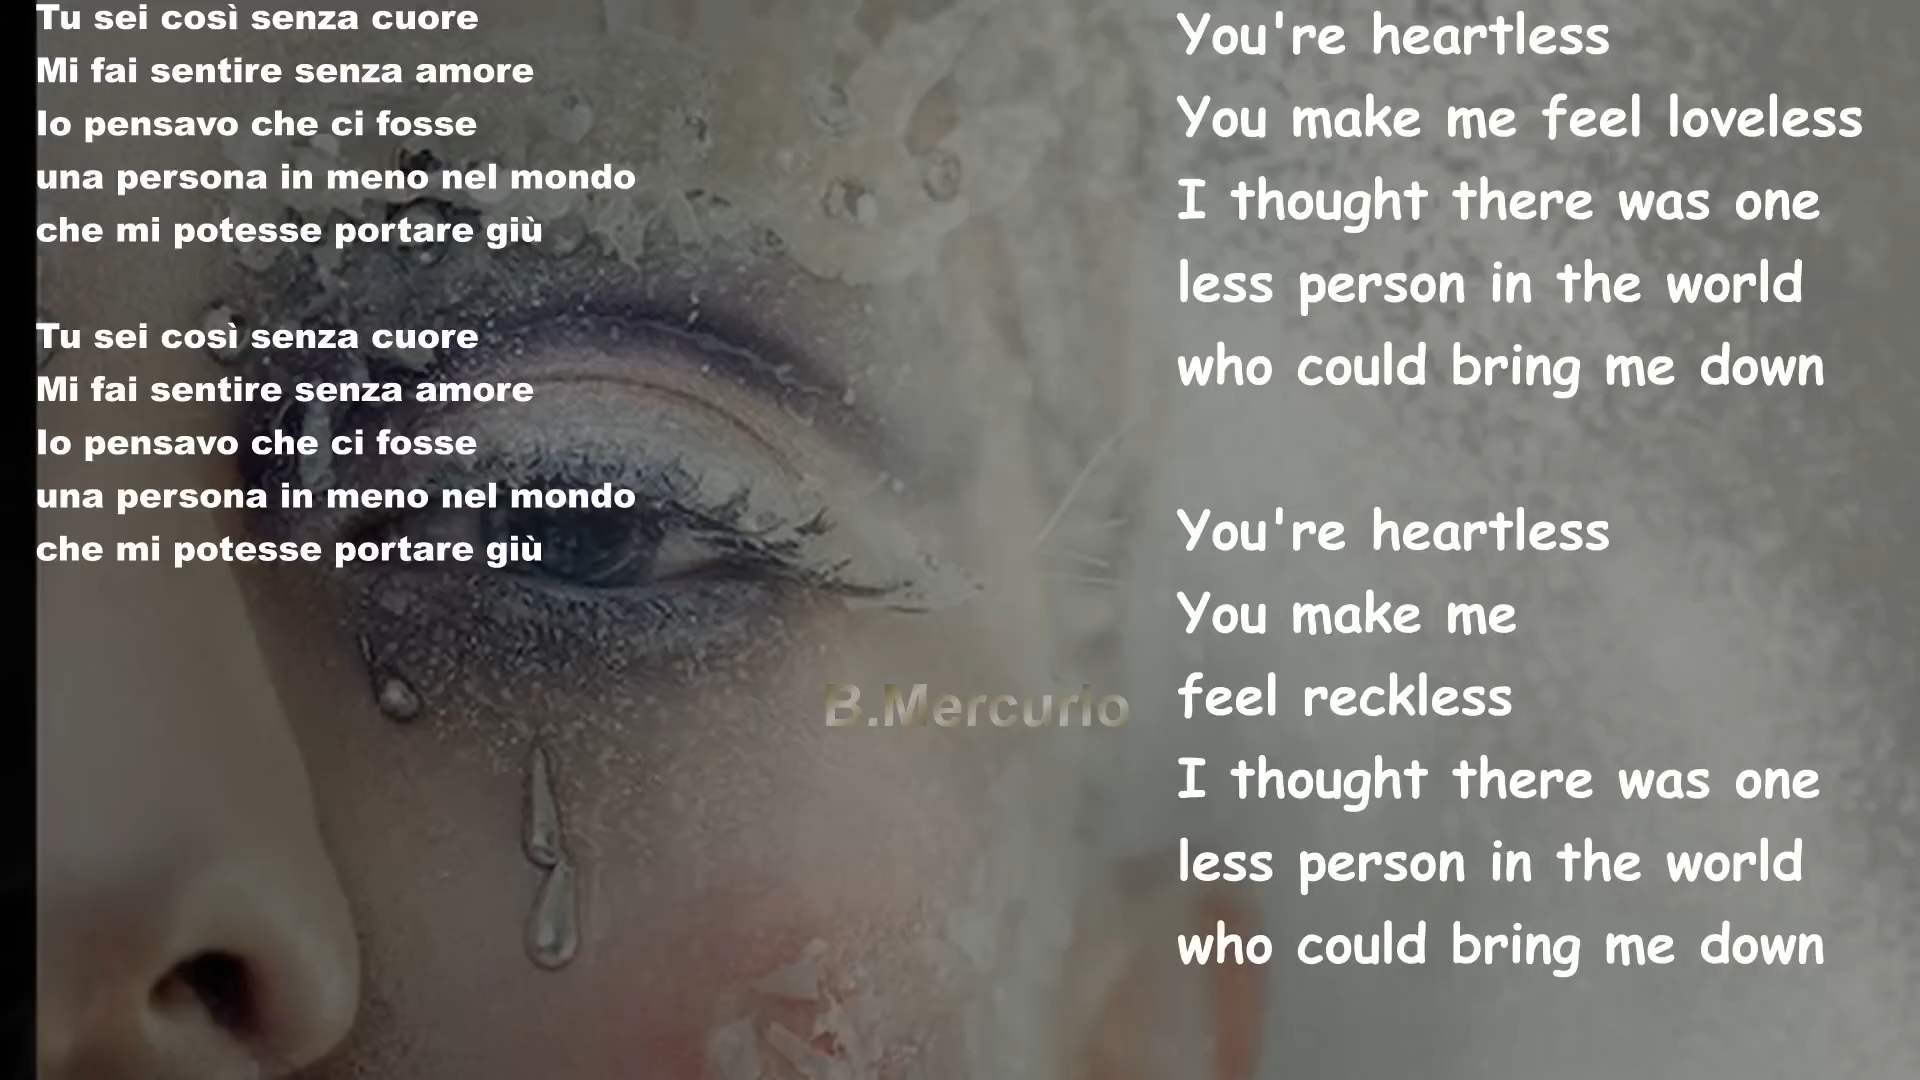 Tu sei così senza cuore
Mi fai sentire senza amore
Io pensavo che ci fosse
una persona in meno nel mondo
che mi potesse portare giù
Tu sei così senza cuore
Mi fai sentire senza amore
Io pensavo che ci fosse
una persona in meno nel mondo
che mi potesse portare giù
You're heartless
You make me feel loveless
I thought there was one
less person in the world
who could bring me down
You're heartless
You make me
feel reckless
I thought there was one
less person in the world
who could bring me down
B.Mercurio